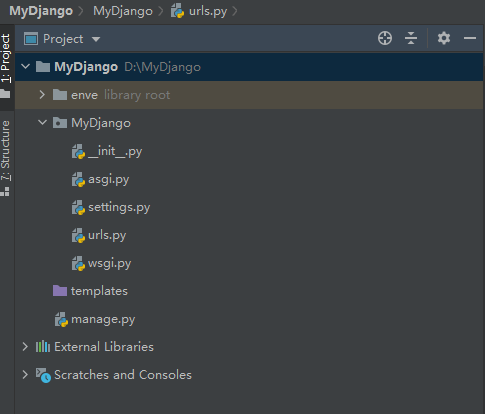 MyDjango › MyDjango › urls.py ›
Project
MyDjango D:\MyDjango
enve library root
MyDjango
__init__.py
asgi.py
settings.py
urls.py
wsgi.py
templates
manage.py
External Libraries
Scratches and Consoles
1: Project
7: Structure